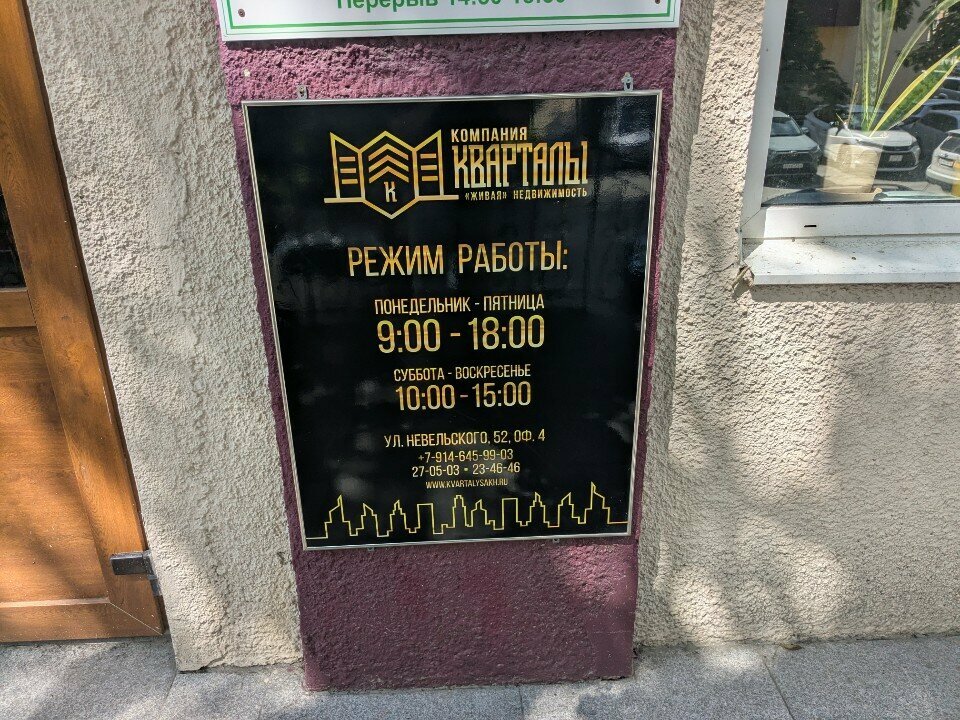 Перерыв
КОМПАНИЯ
КВАРТАЛЫ
«ЖИВАЯ» НЕДВИЖИМОСТЬ
К
РЕЖИМ РАБОТЫ:
ПОНЕДЕЛЬНИК - ПЯТНИЦА
9:00 - 18:00
СУББОТА - ВОСКРЕСЕНЬЕ
10:00 - 15:00
УЛ. НЕВЕЛЬСКОГО, 52, ОФ. 4
+7-914-645-99-03
27-05-03 • 23-46-46
WWW.KVARTALYSAKH.RU